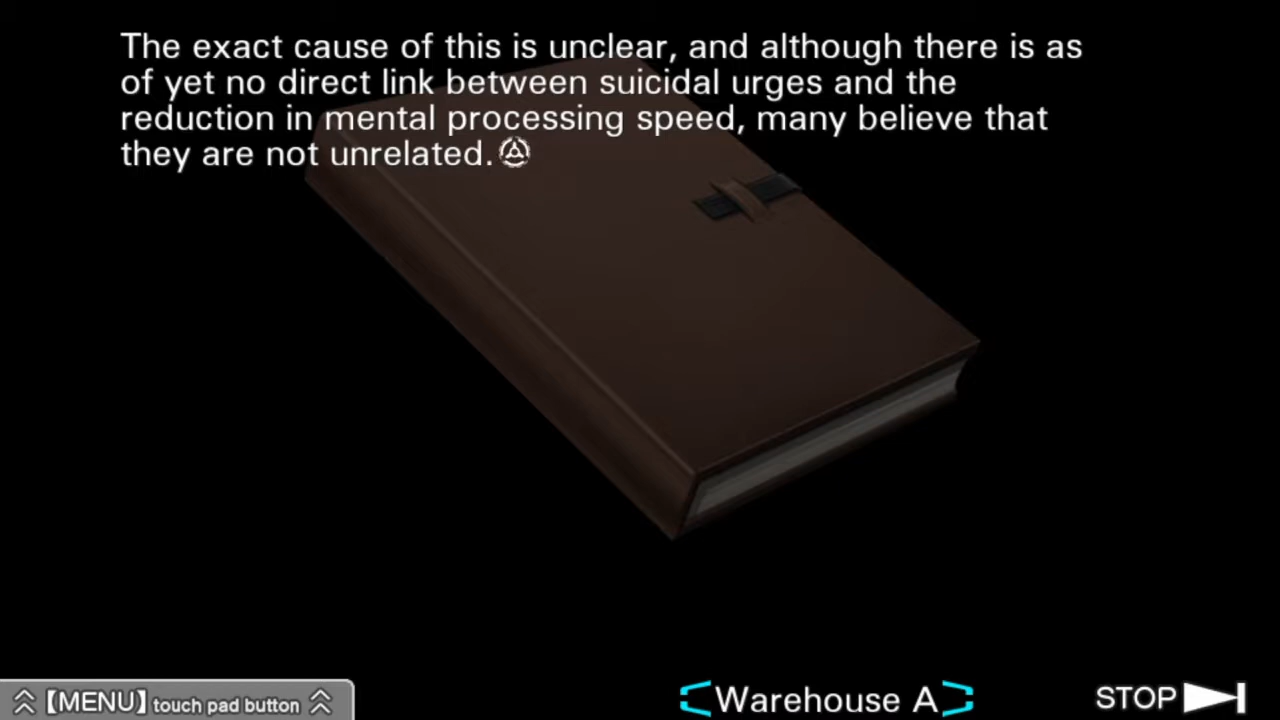 The exact cause of this is unclear, and although there is as
of yet no direct link between suicidal urges and the
reduction in mental processing speed, many believe that
they are not unrelated.
【MENU】touch pad button
Warehouse A
STOP